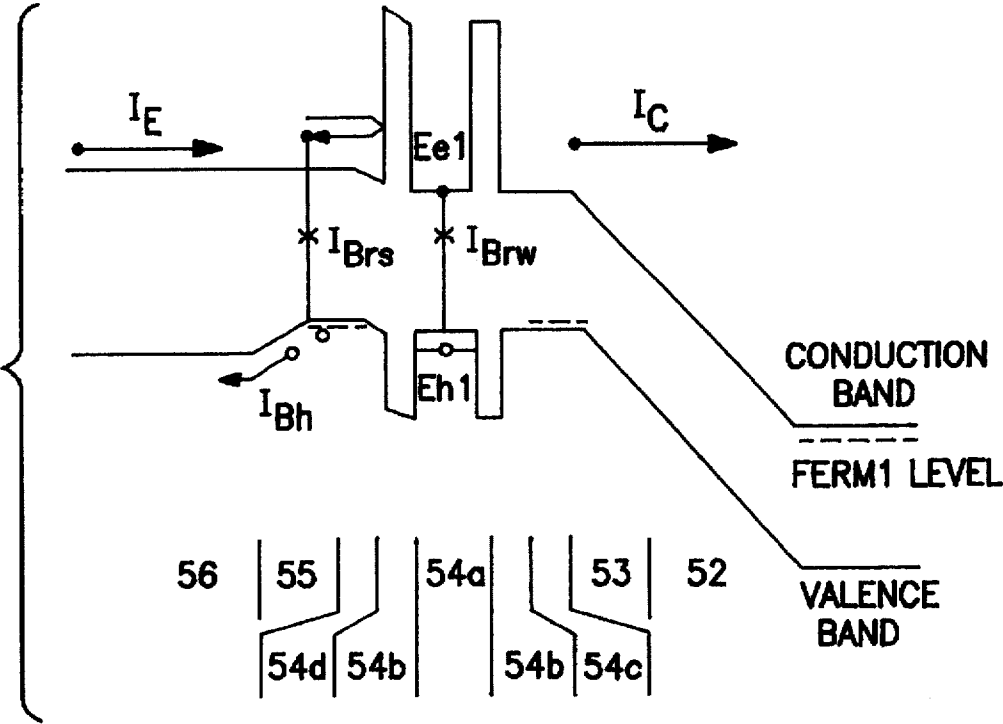 I_E
I_C
Ee1
I_Brs
I_Brw
Eh1
I_Bh
CONDUCTION
BAND
FERM1 LEVEL
VALENCE
BAND
56 55 54a 53 52
54d 54b 54b 54c